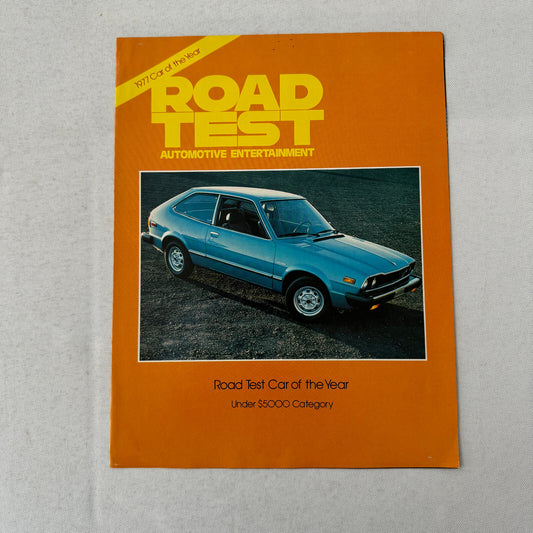 1977 Car of the Year
ROAD
TEST
AUTOMOTIVE ENTERTAINMENT
Road Test Car of the Year
Under $5000 Category